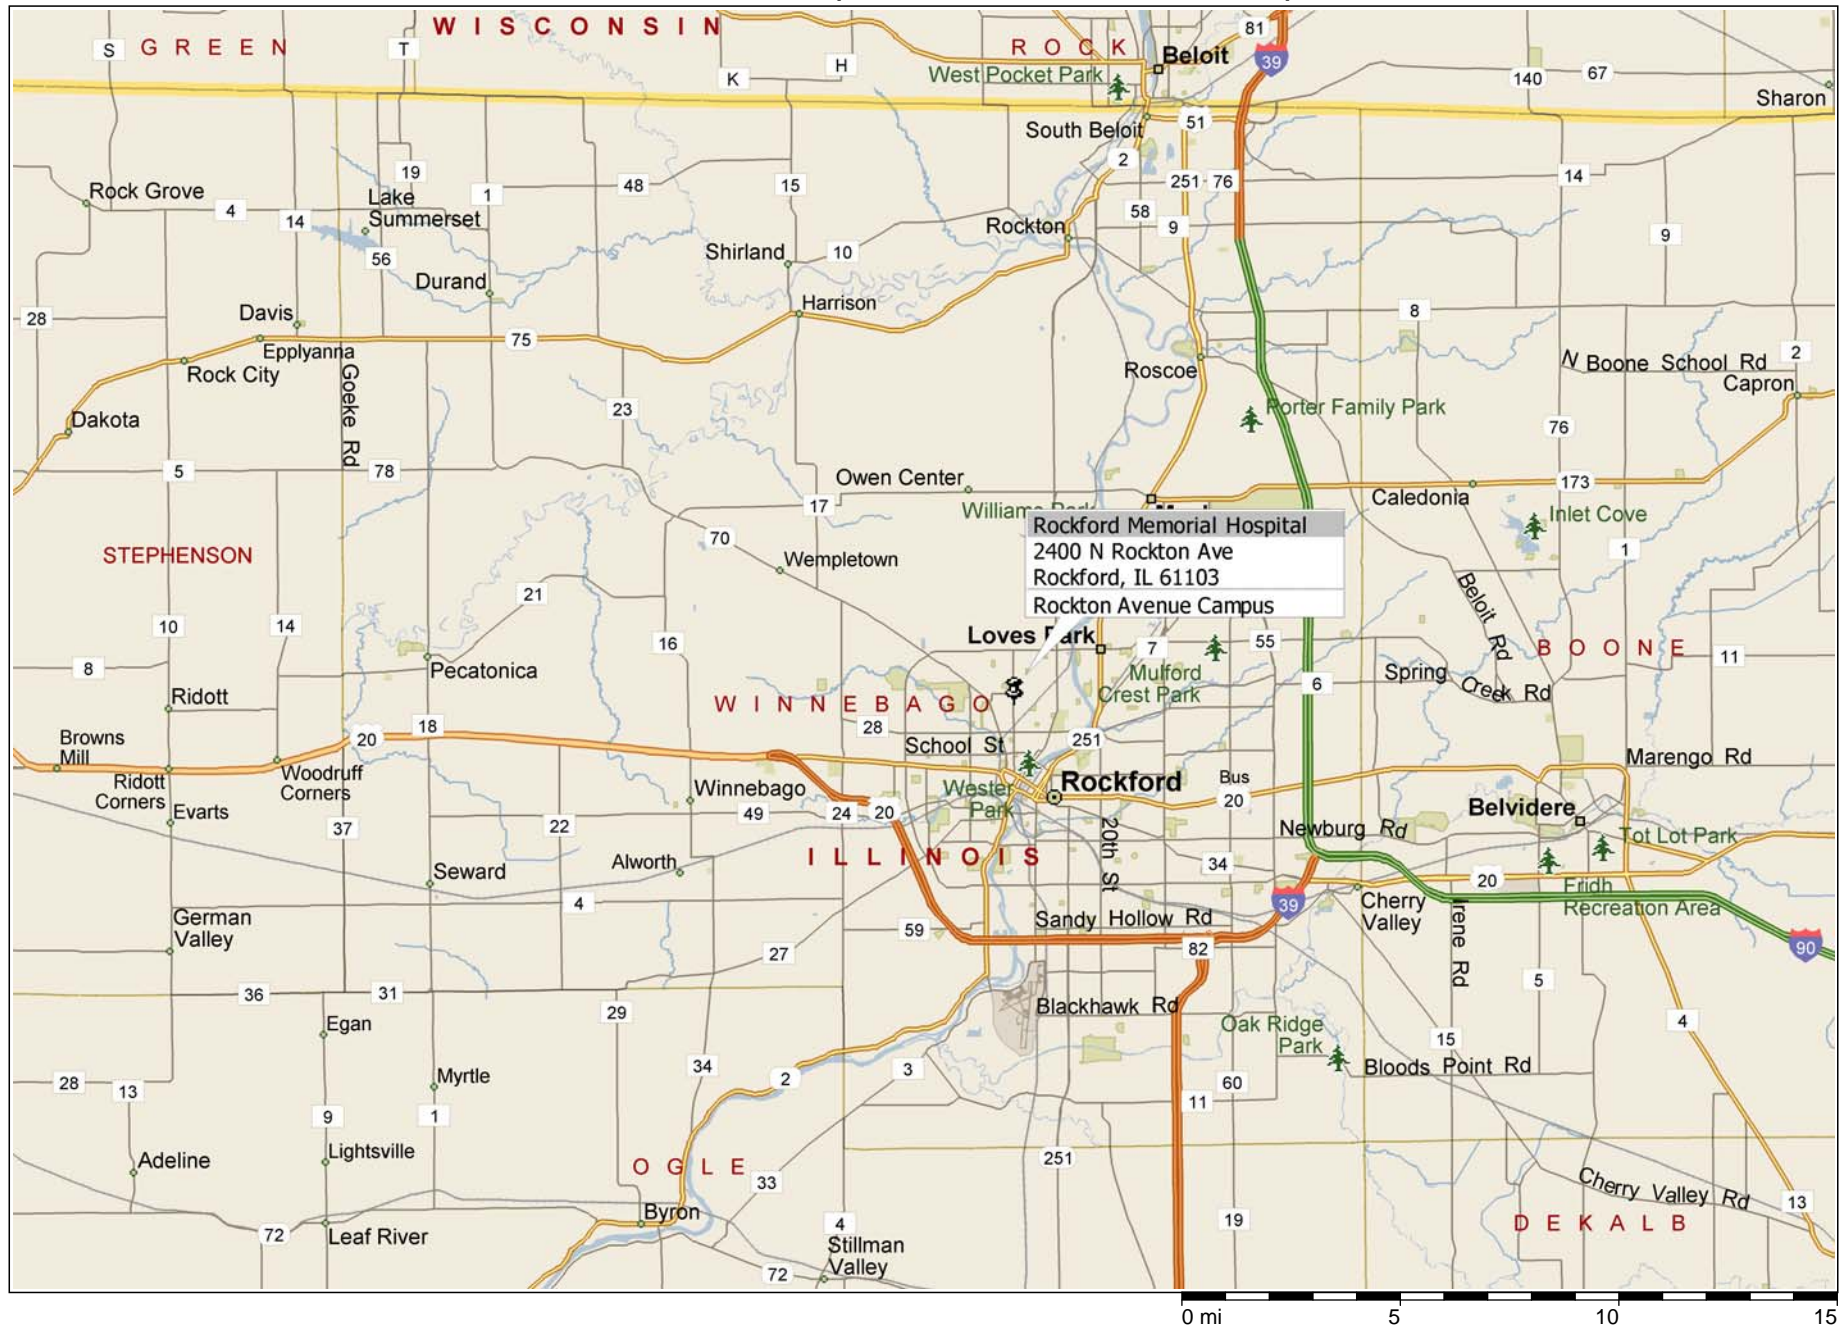 WISCONSIN
81
S
GREEN
T
ROCK
Beloit
H
39
K
West Pocket Park
140
67
Sharon
South Beloit
51
2
19
1
48
15
251
76
14
Rock Grove
Lake
Summerset
4
14
58
9
9
Rockton
56
Shirland
10
Durand
Davis
Harrison
28
8
75
Epplyanna
Rock City
Goeke Rd
Roscoe
N Boone School Rd
2
Capron
Dakota
23
Porter Family Park
76
5
78
Owen Center
173
Caledonia
17
Williams Park
Inlet Cove
Rockford Memorial Hospital
2400 N Rockton Ave
Rockford, IL 61103
Rockton Avenue Campus
70
1
STEPHENSON
Wempletown
21
Beloit Rd
10
14
16
Loves Park
7
55
BOONE
11
8
Pecatonica
Mulford
Crest Park
Spring Creek Rd
6
Ridott
WINNEBAGO
18
28
20
School St
251
Browns
Mill
Marengo Rd
Ridott
Corners
Woodruff
Corners
Winnebago
Wester
Park
Rockford
Bus
20
Belvidere
Evarts
49
24
20
37
22
20th St
Newburg Rd
Tot Lot Park
ILLINOIS
Alworth
34
Seward
20
Fridh
Recreation Area
4
39
Cherry
Valley
German
Valley
Sandy Hollow Rd
59
Irene Rd
82
90
27
5
36
31
29
Blackhawk Rd
Egan
Oak Ridge
Park
4
15
34
3
Bloods Point Rd
2
Myrtle
28
13
60
11
9
1
Lightsville
251
Adeline
OGLE
33
Cherry Valley Rd
13
Byron
4
19
DEKALB
72
Leaf River
Stillman
Valley
72
0 mi
5
10
15